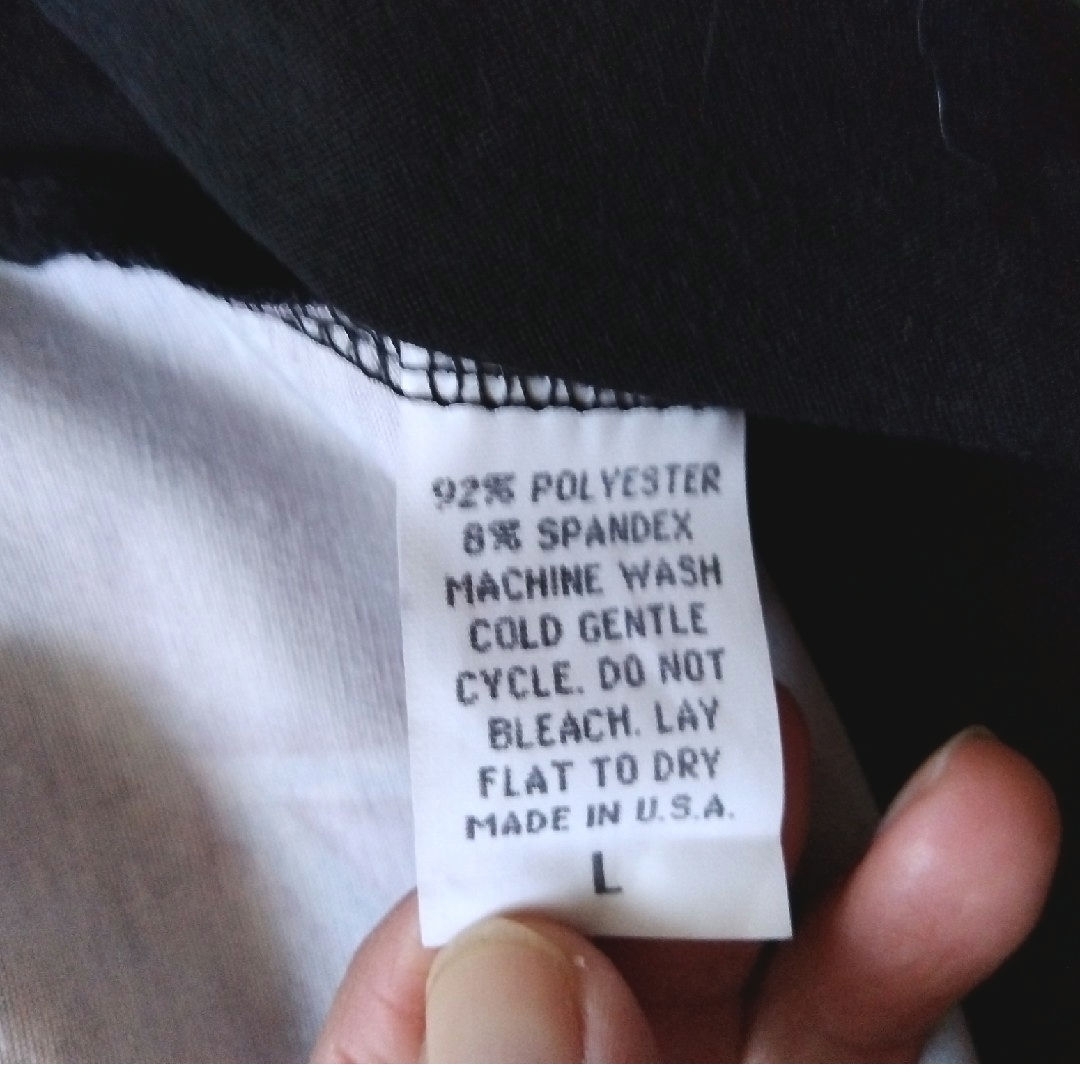 92% POLYESTER
8% SPANDEX
MACHINE WASH
COLD GENTLE
CYCLE. DO NOT
BLEACH. LAY
FLAT TO DRY
MADE IN U.S.A.
L